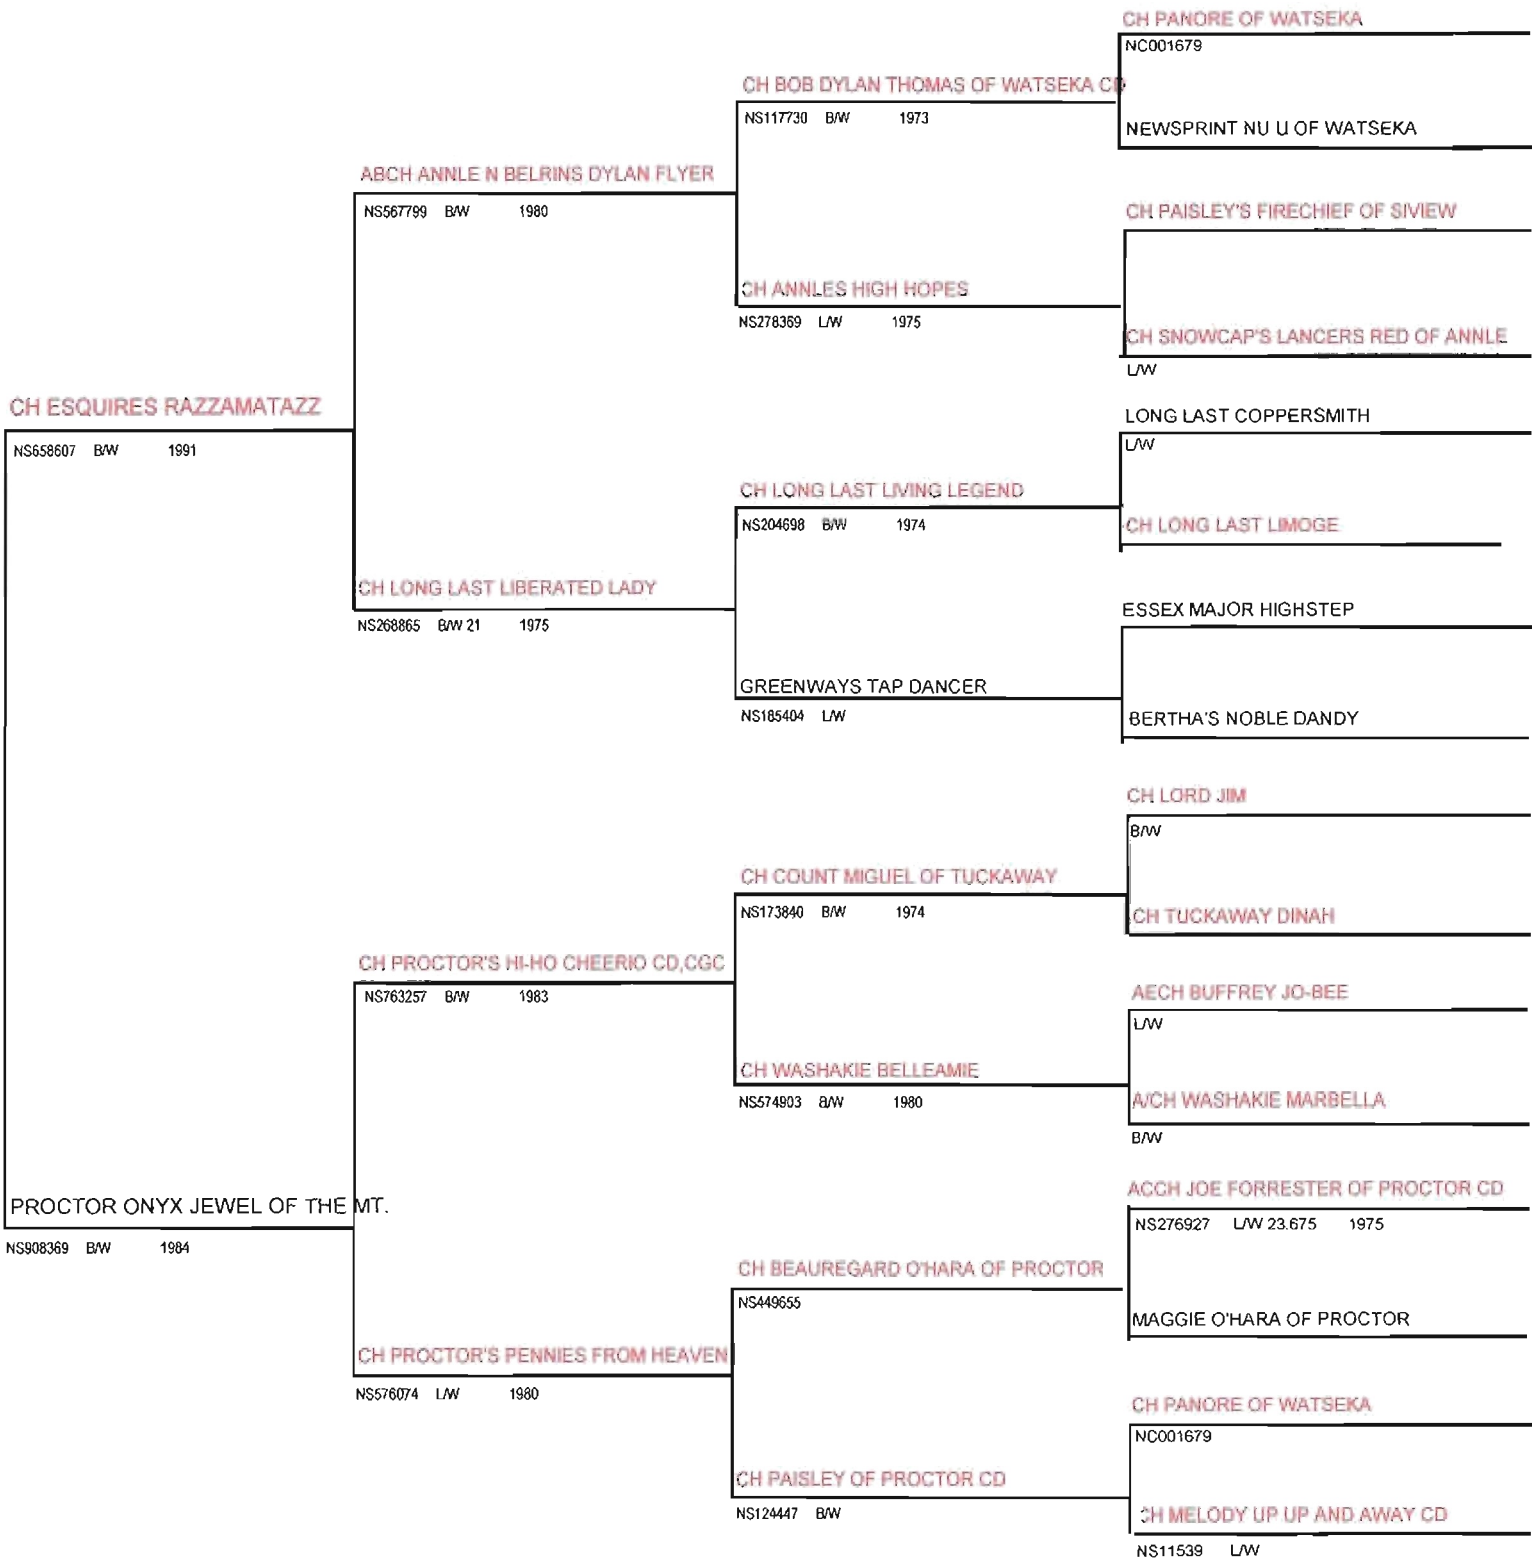 CH PANORE OF WATSEKA
NC001679
CH BOB DYLAN THOMAS OF WATSEKA CD
NS117730 B/W 1973
NEWSPRINT NU U OF WATSEKA
ABCH ANNLE N BELRINS DYLAN FLYER
NS567799 B/W 1980
CH PAISLEY'S FIRECHIEF OF SIVIEW
CH ANNLES HIGH HOPES
NS278369 L/W 1975
CH SNOWCAP'S LANCERS RED OF ANNLE
L/W
CH ESQUIRES RAZZAMATAZZ
NS658607 B/W 1991
LONG LAST COPPERSMITH
L/W
CH LONG LAST LIVING LEGEND
NS204698 B/W 1974
CH LONG LAST LIMOGE
CH LONG LAST LIBERATED LADY
NS268865 B/W 21 1975
ESSEX MAJOR HIGHSTEP
GREENWAYS TAP DANCER
NS185404 L/W
BERTHA'S NOBLE DANDY
CH LORD JIM
B/W
CH COUNT MIGUEL OF TUCKAWAY
NS173840 B/W 1974
CH TUCKAWAY DINAH
CH PROCTOR'S HI-HO CHEERIO CD,CGC
NS763257 B/W 1983
AECH BUFFREY JO-BEE
L/W
CH WASHAKIE BELLEAMIE
NS574903 B/W 1980
A/CH WASHAKIE MARBELLA
B/W
PROCTOR ONYX JEWEL OF THE MT.
NS908369 B/W 1984
ACCH JOE FORRESTER OF PROCTOR CD
NS276927 L/W 23.675 1975
CH BEAUREGARD O'HARA OF PROCTOR
NS449655
MAGGIE O'HARA OF PROCTOR
CH PROCTOR'S PENNIES FROM HEAVEN
NS576074 L/W 1980
CH PANORE OF WATSEKA
NC001679
CH PAISLEY OF PROCTOR CD
NS124447 B/W
CH MELODY UP UP AND AWAY CD
NS11539 L/W